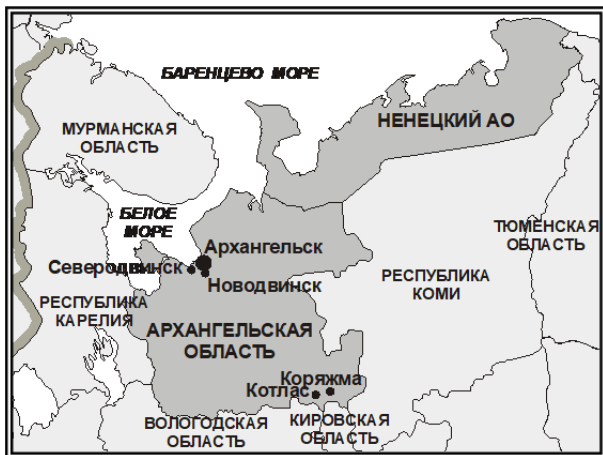 БАРЕНЦЕВО МОРЕ
НЕНЕЦКИЙ АО
МУРМАНСКАЯ
ОБЛАСТЬ
БЕЛОЕ
МОРЕ
ТЮМЕНСКАЯ
ОБЛАСТЬ
Архангельск
Северодвинск
Новодвинск
РЕСПУБЛИКА
КОМИ
РЕСПУБЛИКА
КАРЕЛИЯ
АРХАНГЕЛЬСКАЯ
ОБЛАСТЬ
Коряжма
Котлас
ВОЛОГОДСКАЯ
ОБЛАСТЬ
КИРОВСКАЯ
ОБЛАСТЬ